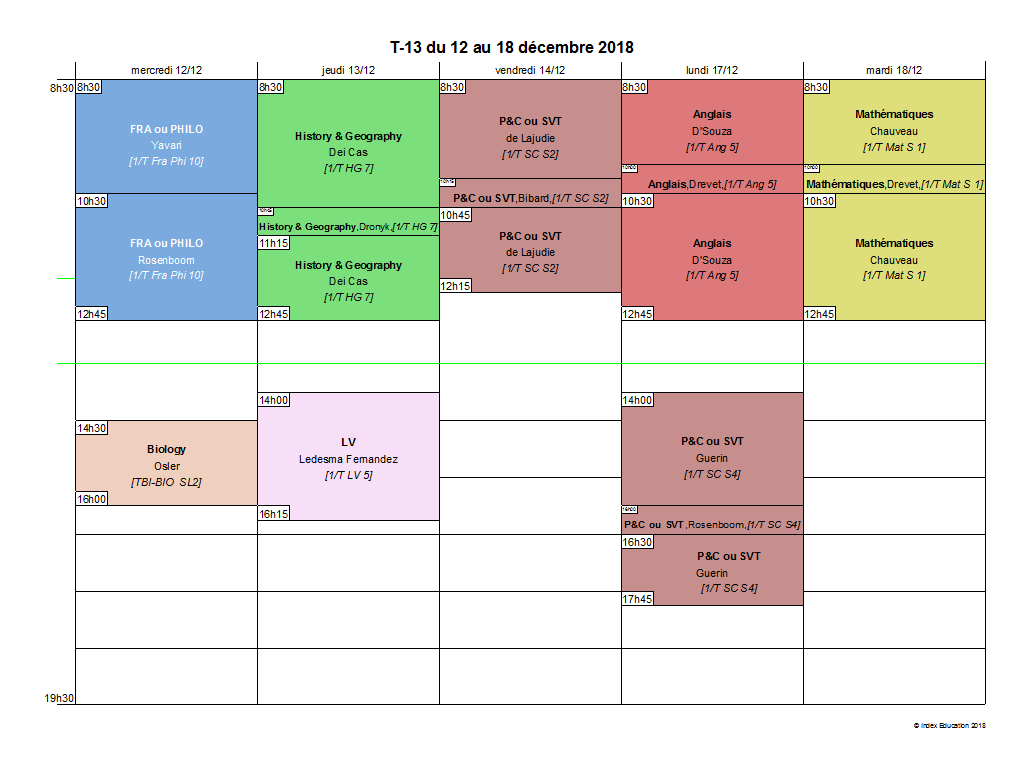 T-13 du 12 au 18 décembre 2018
mercredi 12/12
jeudi 13/12
vendredi 14/12
lundi 17/12
mardi 18/12
8h30
8h30
FRA ou PHILO
Yavari
[1/T Fra Phi 10]
10h30
FRA ou PHILO
Rosenboom
[1/T Fra Phi 10]
12h45
14h30
Biology
Osler
[TBI-BIO SL2]
16h00
8h30
History & Geography
Dei Cas
[1/T HG 7]
10h45
History & Geography,Dronyk,[1/T HG 7]
11h15
History & Geography
Dei Cas
[1/T HG 7]
12h45
14h00
LV
Ledesma Fernandez
[1/T LV 5]
16h15
8h30
P&C ou SVT
de Lajudie
[1/T SC S2]
10h15
P&C ou SVT,Bibard,[1/T SC S2]
10h45
P&C ou SVT
de Lajudie
[1/T SC S2]
12h15
8h30
Anglais
D'Souza
[1/T Ang 5]
10h00
Anglais,Drevet,[1/T Ang 5]
10h30
Anglais
D'Souza
[1/T Ang 5]
12h45
14h00
P&C ou SVT
Guerin
[1/T SC S4]
16h00
P&C ou SVT,Rosenboom,[1/T SC S4]
16h30
P&C ou SVT
Guerin
[1/T SC S4]
17h45
8h30
Mathématiques
Chauveau
[1/T Mat S 1]
10h00
Mathématiques,Drevet,[1/T Mat S 1]
10h30
Mathématiques
Chauveau
[1/T Mat S 1]
12h45
19h30
© Index Education 2018